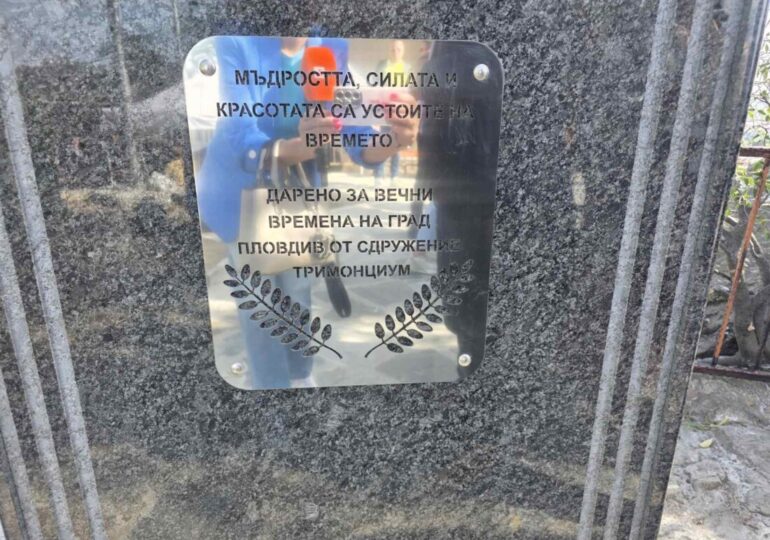 МЪДРОСТТА, СИЛАТА И
КРАСОТАТА СА УСТОИТЕ НА
ВРЕМЕТО
ДАРЕНО ЗА ВЕЧНИ
ВРЕМЕНА НА ГРАД
ПЛОВДИВ ОТ СДРУЖЕНИЕ
ТРИМОНЦИУМ